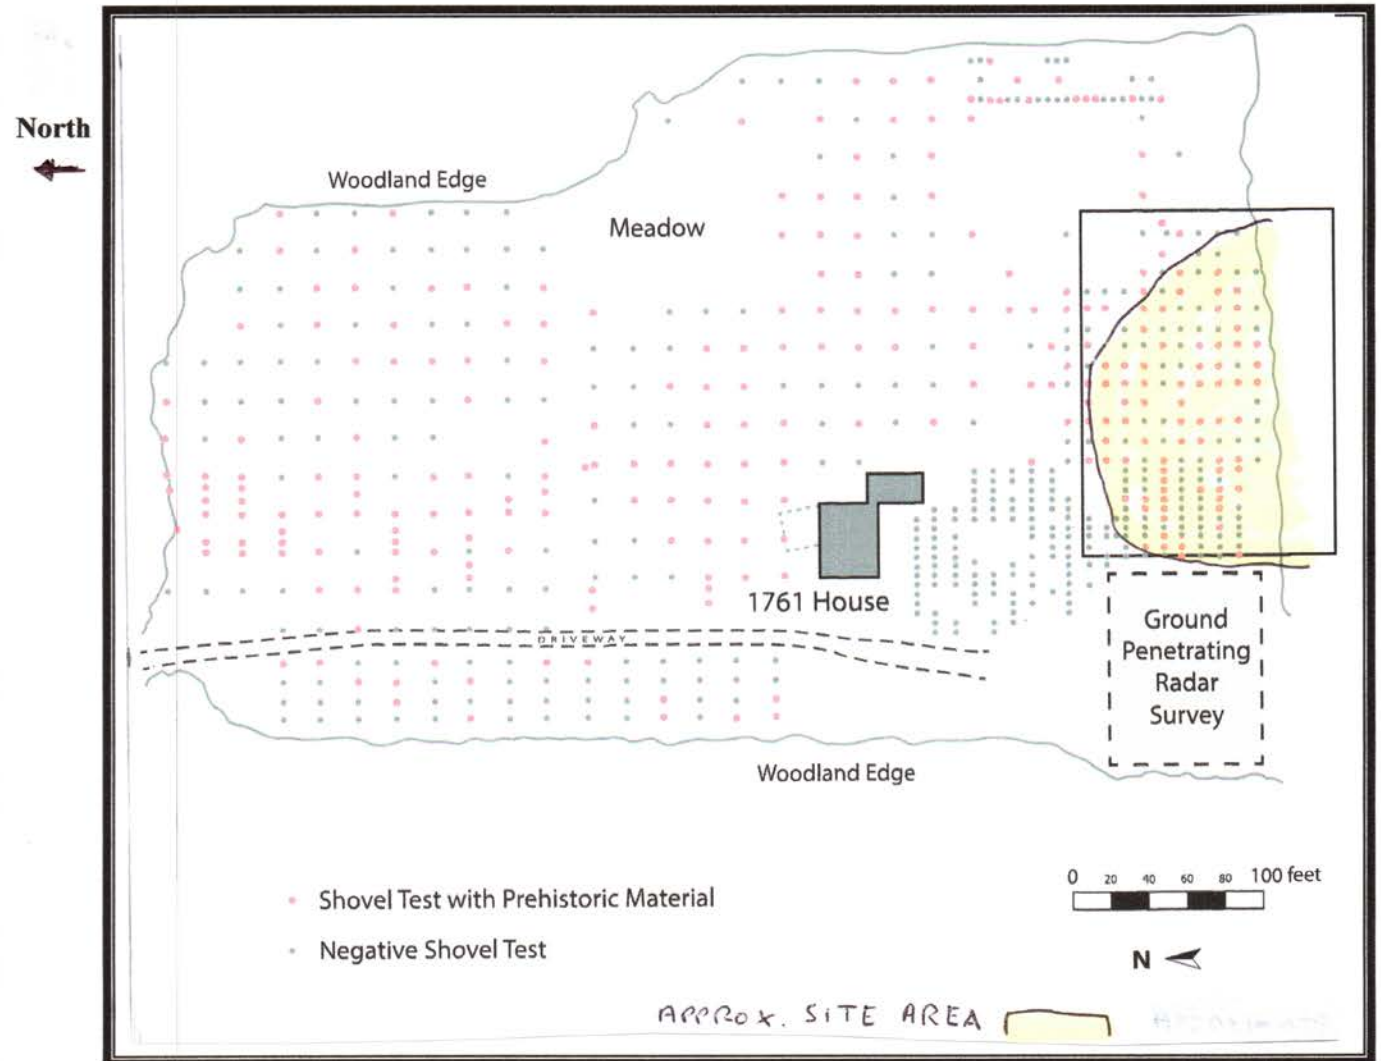 North
Woodland Edge
Meadow
1761 House
DRIVEWAY
Ground
Penetrating
Radar
Survey
Woodland Edge
0 20 40 60 80 100 feet
Shovel Test with Prehistoric Material
Negative Shovel Test
N
APPROX. SITE AREA